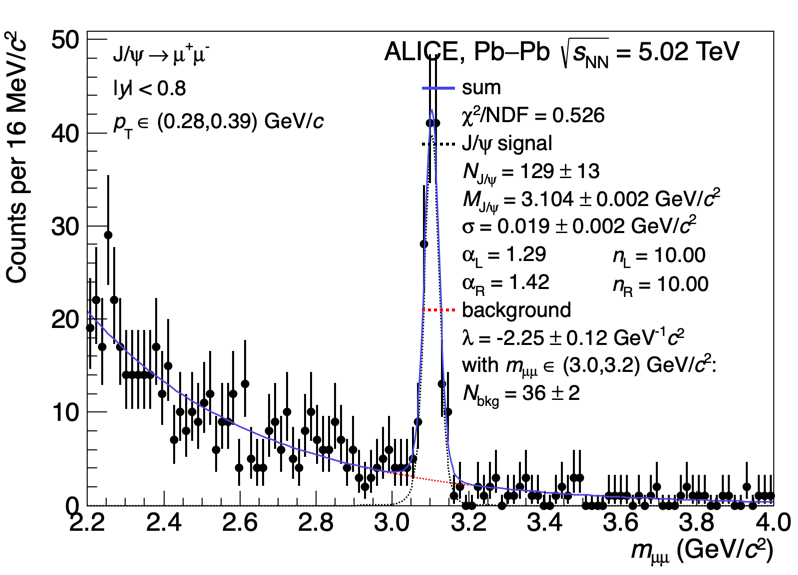 50
40
30
20
10
0
Counts per 16 MeV/c²
J/ψ → μ⁺μ⁻
|y| < 0.8
p_T ∈ (0.28,0.39) GeV/c
ALICE, Pb–Pb √s_NN = 5.02 TeV
sum
χ²/NDF = 0.526
J/ψ signal
N_J/ψ = 129 ± 13
M_J/ψ = 3.104 ± 0.002 GeV/c²
σ = 0.019 ± 0.002 GeV/c²
α_L = 1.29 n_L = 10.00
α_R = 1.42 n_R = 10.00
background
λ = -2.25 ± 0.12 GeV⁻¹c²
with m_μμ ∈ (3.0,3.2) GeV/c²:
N_bkg = 36 ± 2
2.2 2.4 2.6 2.8 3.0 3.2 3.4 3.6 3.8 4.0
m_μμ (GeV/c²)